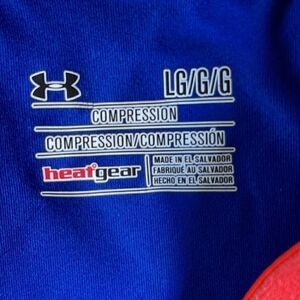 LG/G/G
COMPRESSION
COMPRESSION/COMPRESSIÓN
heatgear
MADE IN EL SALVADOR
FABRIQUÉ AU SALVADOR
HECHO EN EL SALVADOR